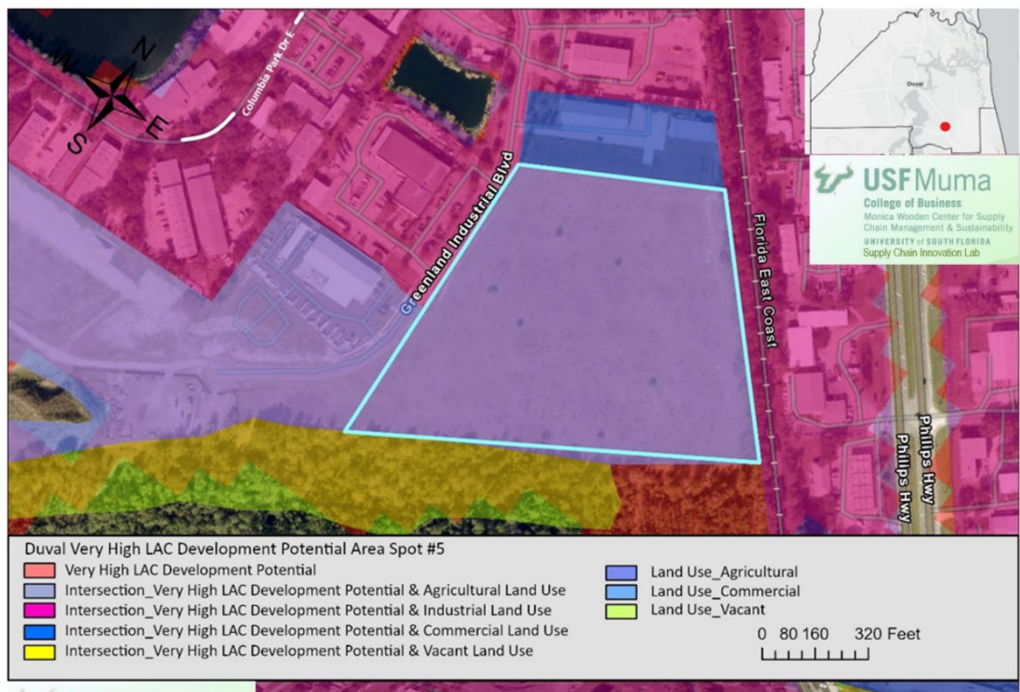 N
W
E
S
Columbia Park Dr E
Duval
USF Muma
College of Business
Monica Wooden Center for Supply
Chain Management & Sustainability
UNIVERSITY of SOUTH FLORIDA
Supply Chain Innovation Lab
Greenland Industrial Blvd
Florida East Coast
Philips Hwy
Philips Hwy
Duval Very High LAC Development Potential Area Spot #5
Very High LAC Development Potential
Intersection_Very High LAC Development Potential & Agricultural Land Use
Intersection_Very High LAC Development Potential & Industrial Land Use
Intersection_Very High LAC Development Potential & Commercial Land Use
Intersection_Very High LAC Development Potential & Vacant Land Use
Land Use_Agricultural
Land Use_Commercial
Land Use_Vacant
0 80 160 320 Feet